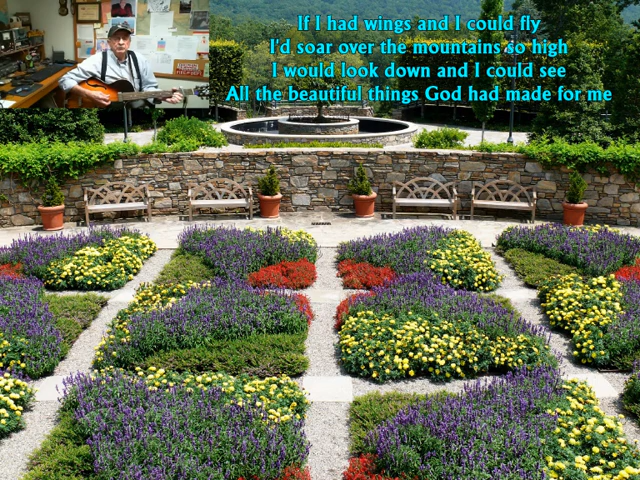 If I had wings and I could fly
I'd soar over the mountains so high
I would look down and I could see
All the beautiful things God had made for me